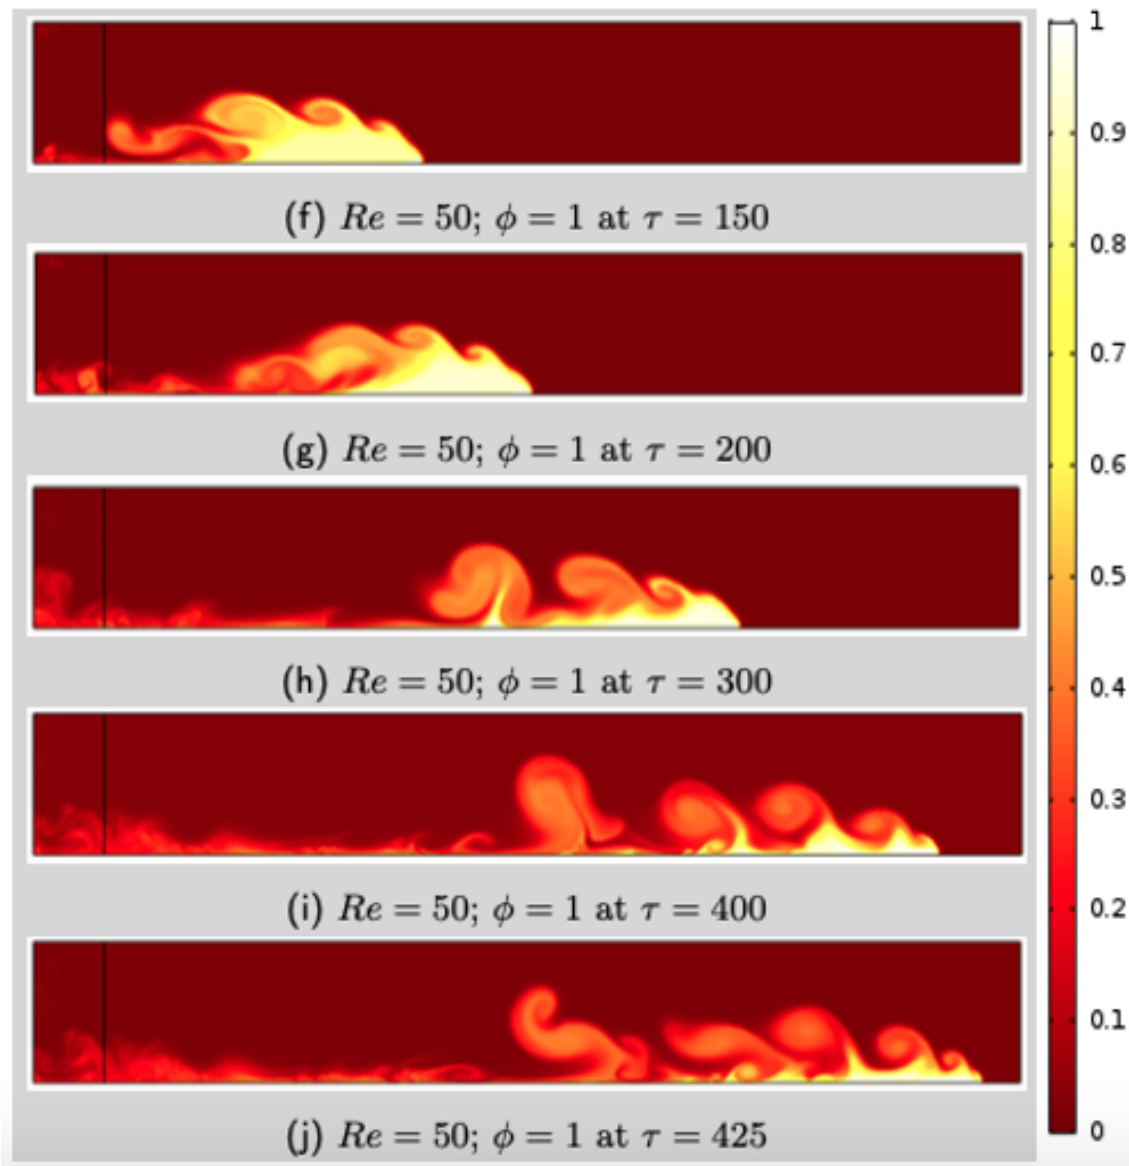 (f) Re = 50; ϕ = 1 at τ = 150
(g) Re = 50; ϕ = 1 at τ = 200
(h) Re = 50; ϕ = 1 at τ = 300
(i) Re = 50; ϕ = 1 at τ = 400
(j) Re = 50; ϕ = 1 at τ = 425
1
0.9
0.8
0.7
0.6
0.5
0.4
0.3
0.2
0.1
0